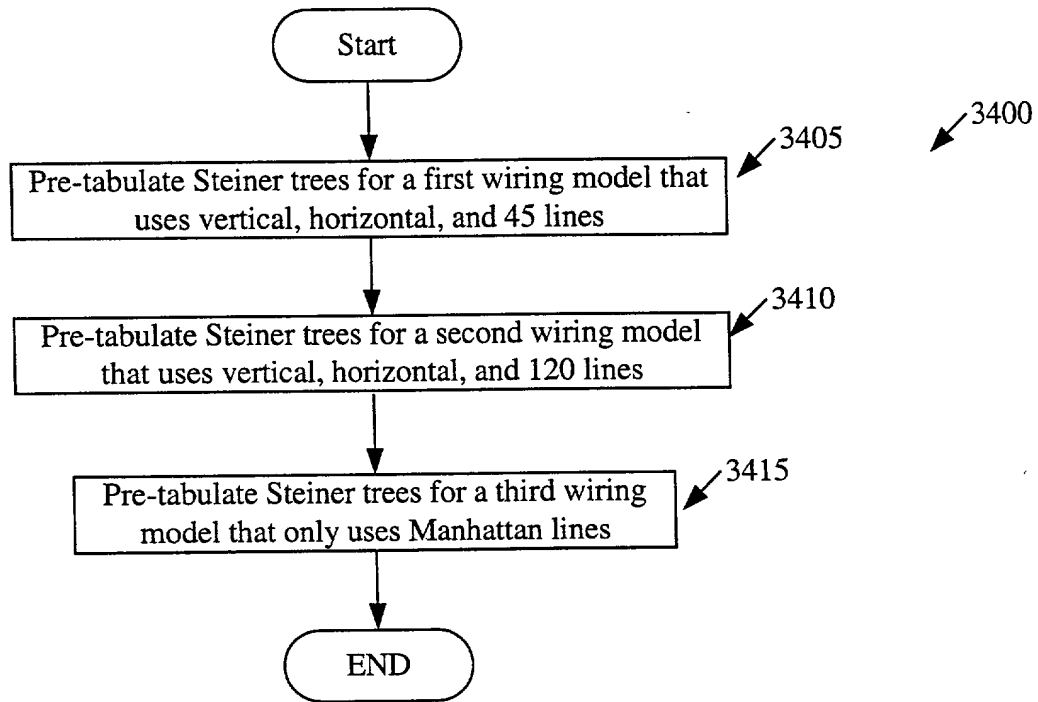 Start
3400
3405
Pre-tabulate Steiner trees for a first wiring model that
uses vertical, horizontal, and 45 lines
3410
Pre-tabulate Steiner trees for a second wiring model
that uses vertical, horizontal, and 120 lines
3415
Pre-tabulate Steiner trees for a third wiring
model that only uses Manhattan lines
END